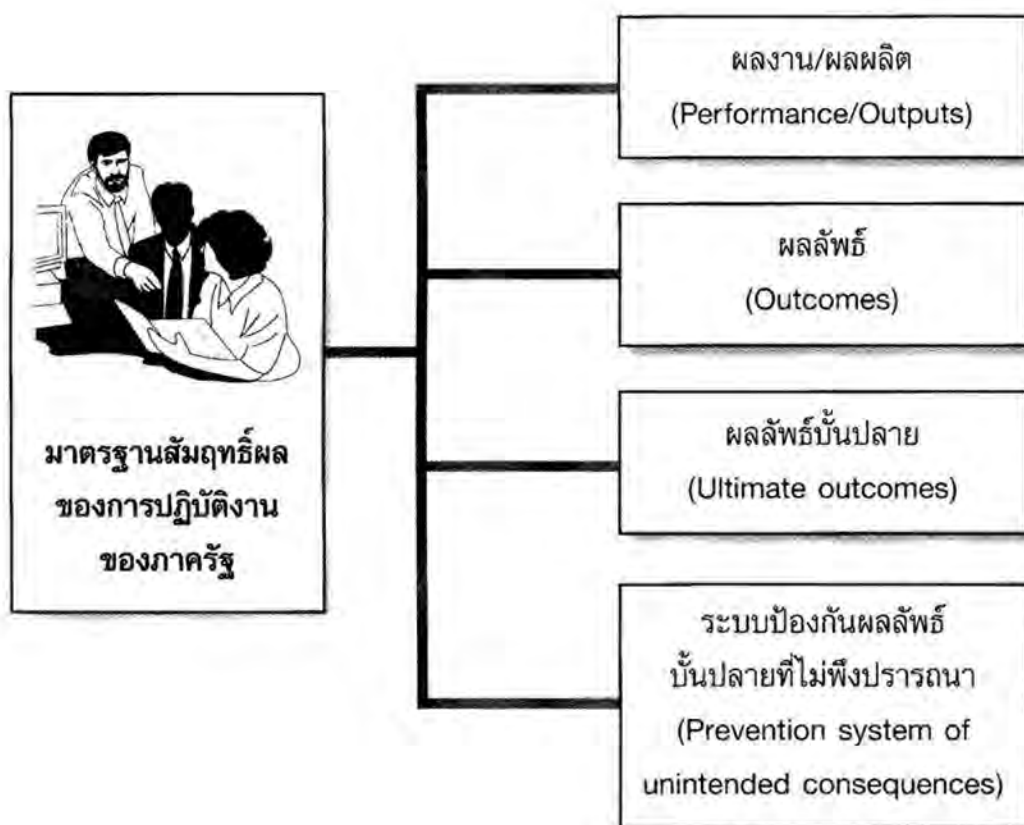 มาตรฐานสัมฤทธิ์ผล
ของการปฏิบัติงาน
ของภาครัฐ
ผลงาน/ผลผลิต
(Performance/Outputs)
ผลลัพธ์
(Outcomes)
ผลลัพธ์บั้นปลาย
(Ultimate outcomes)
ระบบป้องกันผลลัพธ์
บั้นปลายที่ไม่พึงปรารถนา
(Prevention system of
unintended consequences)